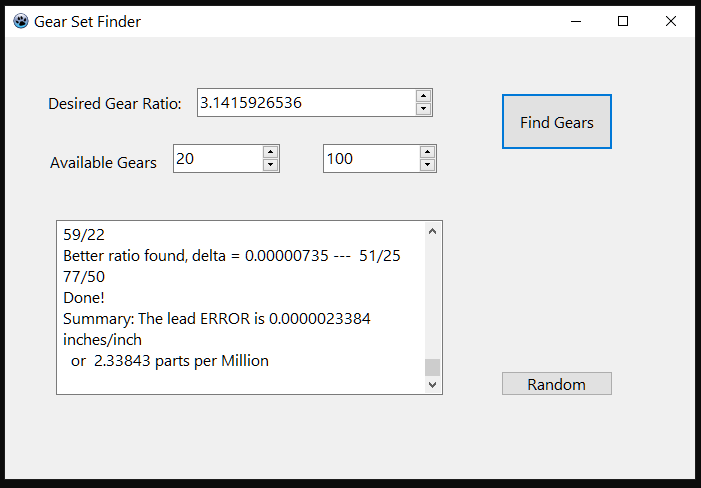 Gear Set Finder
Desired Gear Ratio: 3.1415926536
Find Gears
Available Gears 20 100
59/22
Better ratio found, delta = 0.00000735 --- 51/25
77/50
Done!
Summary: The lead ERROR is 0.0000023384
inches/inch
or 2.33843 parts per Million
Random